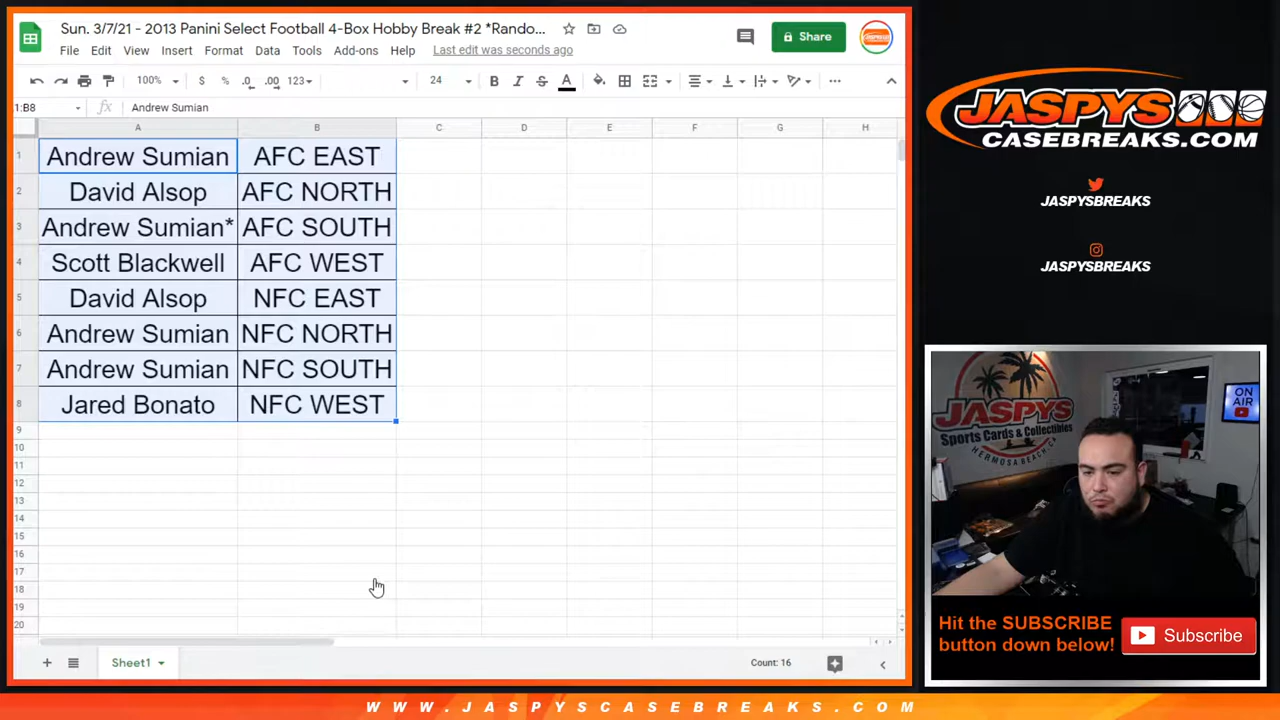 Sun. 3/7/21 - 2013 Panini Select Football 4-Box Hobby Break #2 *Rando...
File Edit View Insert Format Data Tools Add-ons Help Last edit was seconds ago
Share
100% $ % .0 .00 123 24 B I S A
1:B8 fx Andrew Sumian
A B C D E F G H
1 Andrew Sumian AFC EAST
2 David Alsop AFC NORTH
3 Andrew Sumian* AFC SOUTH
4 Scott Blackwell AFC WEST
5 David Alsop NFC EAST
6 Andrew Sumian NFC NORTH
7 Andrew Sumian NFC SOUTH
8 Jared Bonato NFC WEST
9
10
11
12
13
14
15
16
17
18
19
20
Sheet1 Count: 16
JASPYS
CASEBREAKS.COM
JASPYSBREAKS
JASPYSBREAKS
JASPYS
Sports Cards & Collectibles
HERMOSA BEACH, CA
ON
AIR
Hit the SUBSCRIBE
button down below!
Subscribe
WWW.JASPYSCASEBREAKS.COM